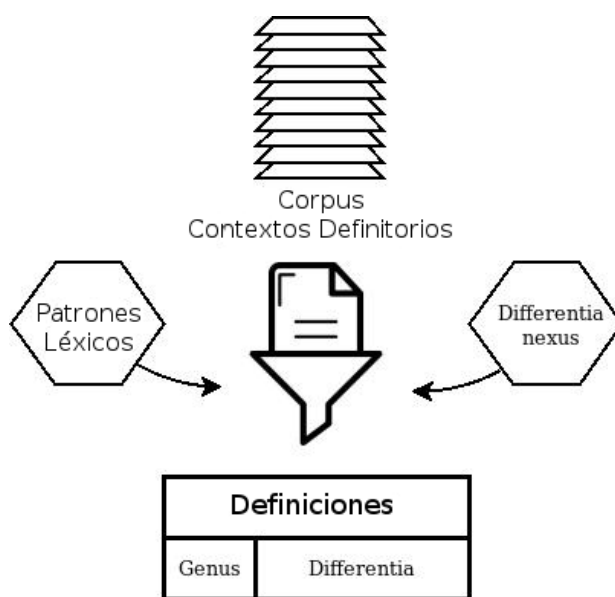 Corpus
Contextos Definitorios
Patrones
Léxicos
Differentia
nexus
Definiciones
Genus
Differentia